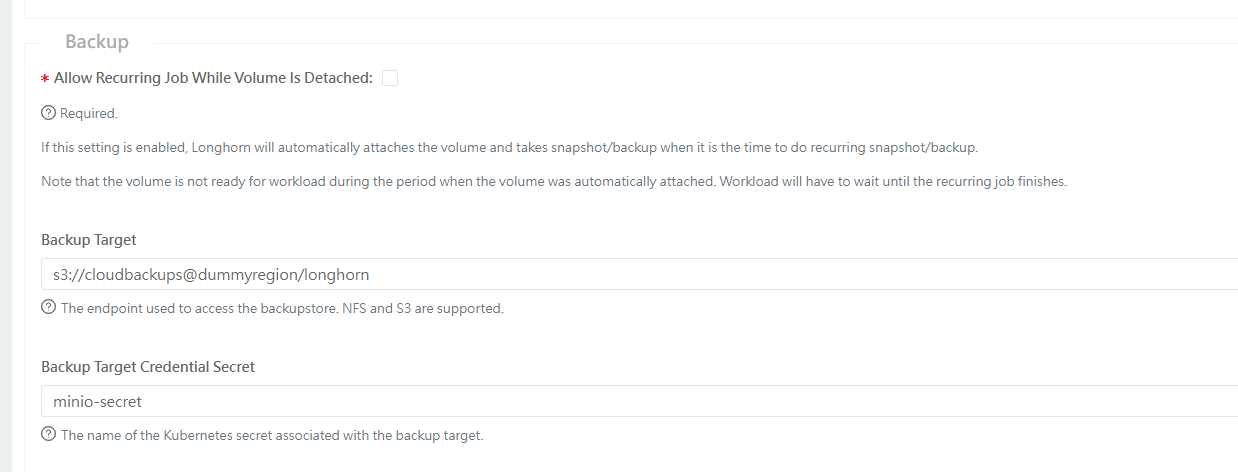 Backup
* Allow Recurring Job While Volume Is Detached:
Required.
If this setting is enabled, Longhorn will automatically attaches the volume and takes snapshot/backup when it is the time to do recurring snapshot/backup.
Note that the volume is not ready for workload during the period when the volume was automatically attached. Workload will have to wait until the recurring job finishes.
Backup Target
s3://cloudbackups@dummyregion/longhorn
The endpoint used to access the backupstore. NFS and S3 are supported.
Backup Target Credential Secret
minio-secret
The name of the Kubernetes secret associated with the backup target.